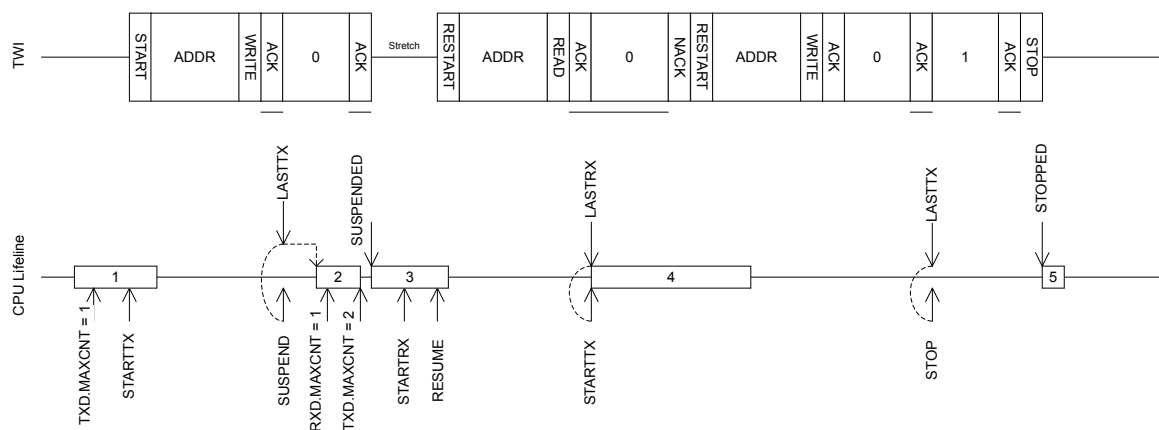 TWI
START
ADDR
WRITE
ACK
0
ACK
Stretch
RESTART
ADDR
READ
ACK
0
NACK
RESTART
ADDR
WRITE
ACK
0
ACK
1
ACK
STOP
CPU Lifeline
LASTTX
SUSPENDED
LASTRX
LASTTX
STOPPED
1
2
3
4
5
TXD.MAXCNT = 1
STARTTX
SUSPEND
RXD.MAXCNT = 1
TXD.MAXCNT = 2
STARTRX
RESUME
STARTTX
STOP